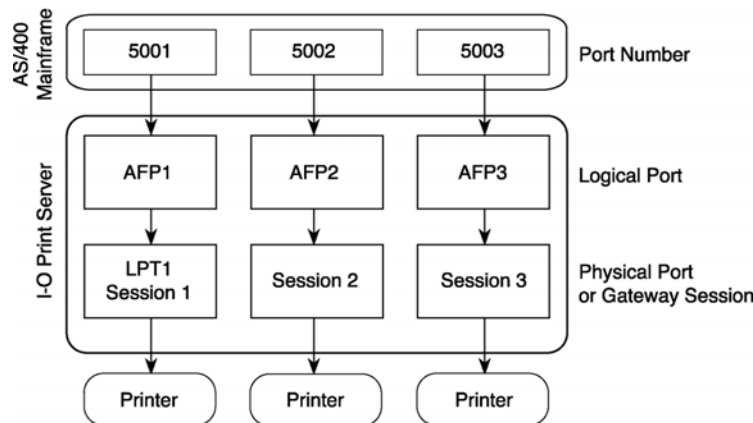 AS/400
Mainframe
5001
5002
5003
Port Number
I-O Print Server
AFP1
AFP2
AFP3
Logical Port
LPT1
Session 1
Session 2
Session 3
Physical Port
or Gateway Session
Printer
Printer
Printer